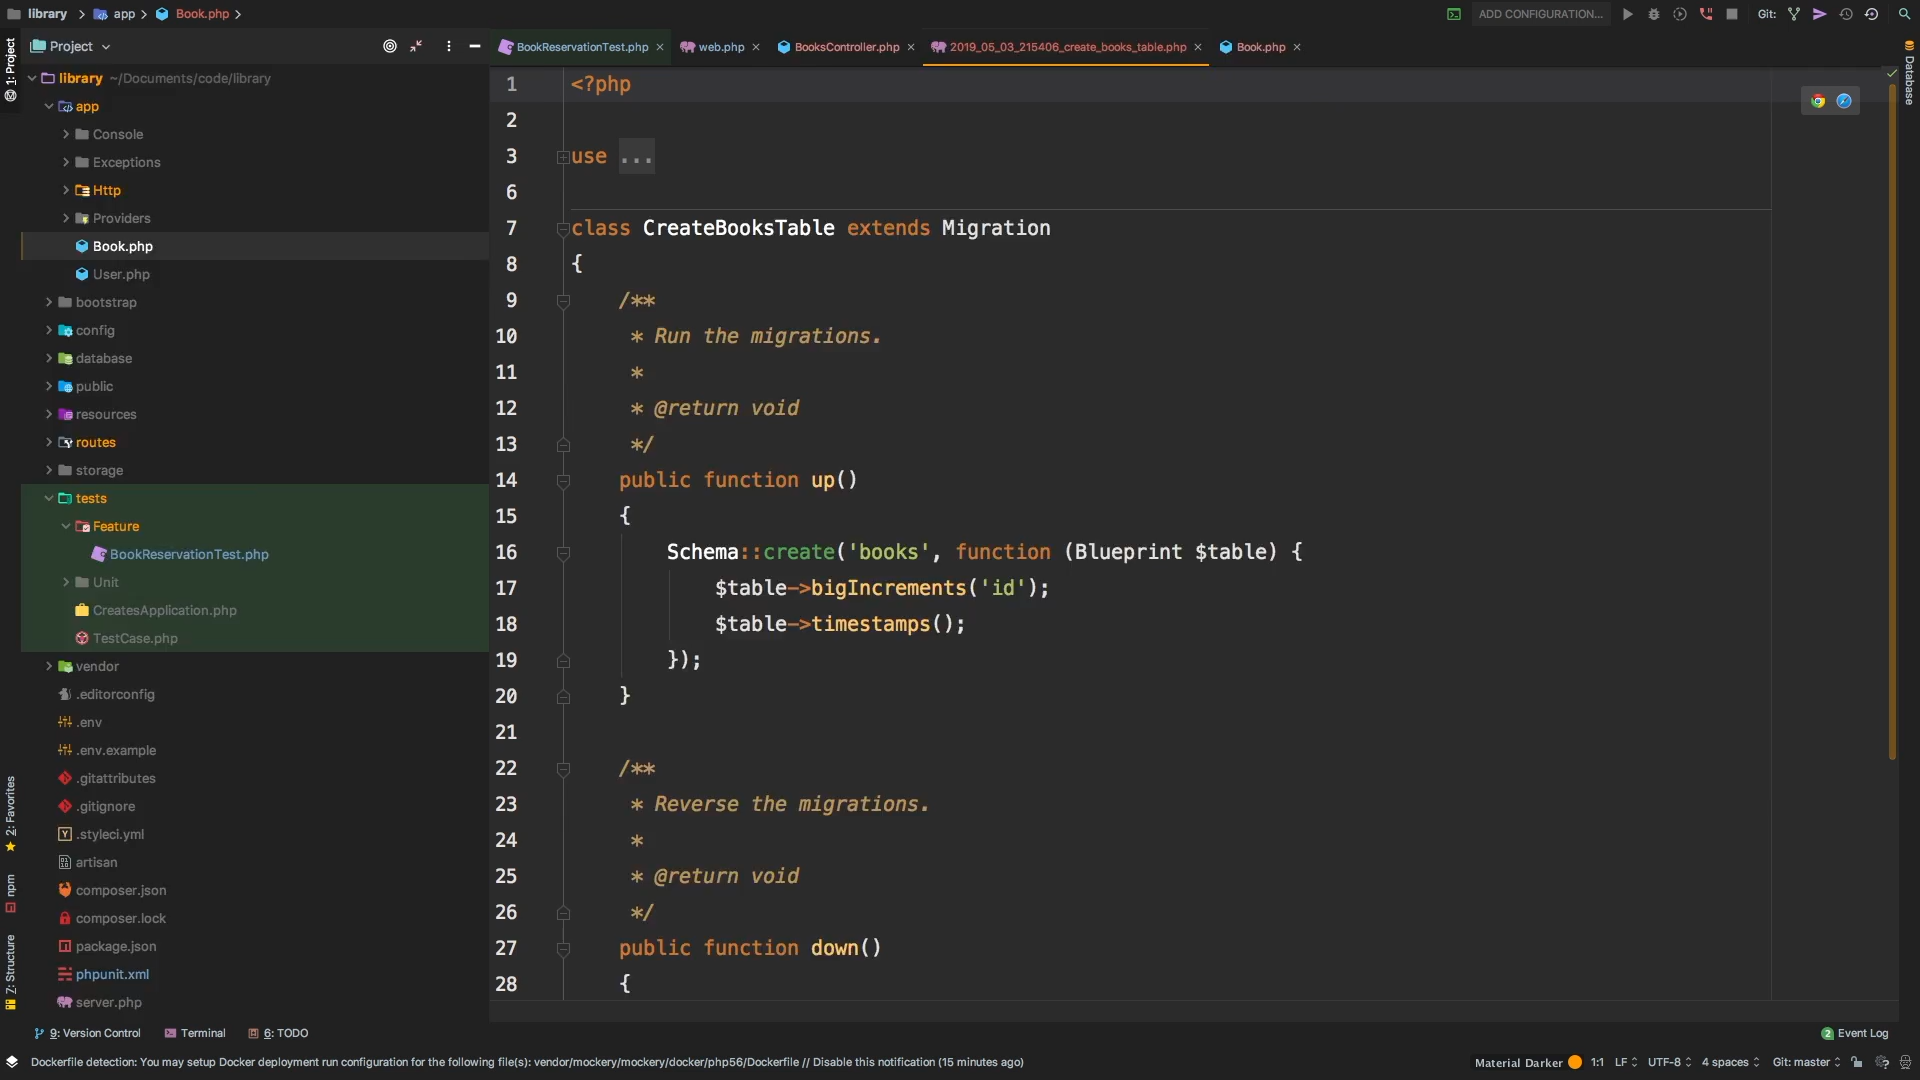 library > app > Book.php >
ADD CONFIGURATION...
Git:
Project
BookReservationTest.php
web.php
BooksController.php
2019_05_03_215406_create_books_table.php
Book.php
1: Project
2: Favorites
npm
7: Structure
Database
library ~/Documents/code/library
app
Console
Exceptions
Http
Providers
Book.php
User.php
bootstrap
config
database
public
resources
routes
storage
tests
Feature
BookReservationTest.php
Unit
CreatesApplication.php
TestCase.php
vendor
.editorconfig
.env
.env.example
.gitattributes
.gitignore
.styleci.yml
artisan
composer.json
composer.lock
package.json
phpunit.xml
server.php
1 <?php
2
3 use ...
6
7 class CreateBooksTable extends Migration
8 {
9 /**
10 * Run the migrations.
11 *
12 * @return void
13 */
14 public function up()
15 {
16 Schema::create('books', function (Blueprint $table) {
17 $table->bigIncrements('id');
18 $table->timestamps();
19 });
20 }
21
22 /**
23 * Reverse the migrations.
24 *
25 * @return void
26 */
27 public function down()
28 {
9: Version Control
Terminal
6: TODO
2 Event Log
Dockerfile detection: You may setup Docker deployment run configuration for the following file(s): vendor/mockery/mockery/docker/php56/Dockerfile // Disable this notification (15 minutes ago)
Material Darker
1:1
LF
UTF-8
4 spaces
Git: master